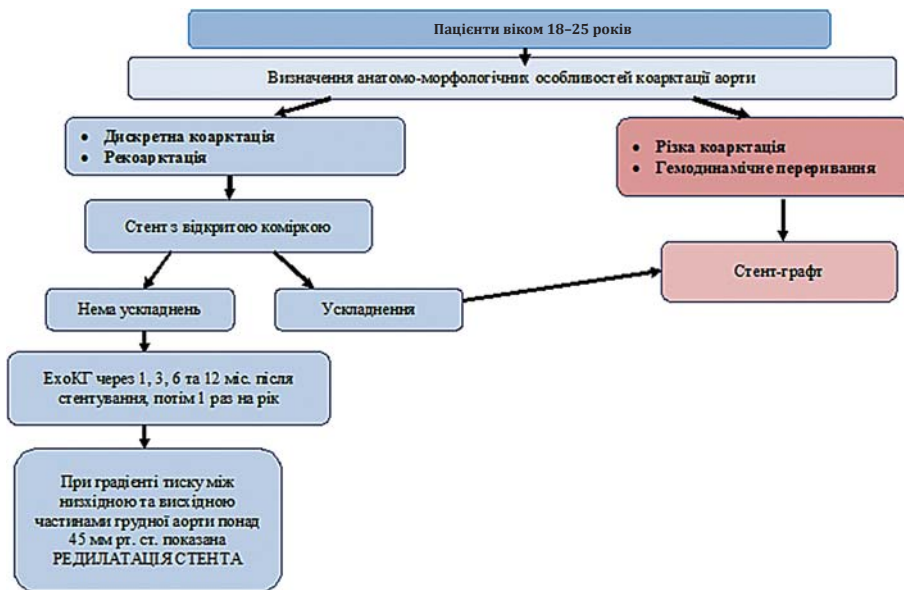 Пацієнти віком 18–25 років
Визначення анатомо-морфологічних особливостей коарктації аорти
• Дискретна коарктація
• Рекоарктація
• Різка коарктація
• Гемодинамічне переривання
Стент з відкритою коміркою
Стент-графт
Нема ускладнень
Ускладнення
ЕхоКГ через 1, 3, 6 та 12 міс. після
стентування, потім 1 раз на рік
При градієнті тиску між
низхідною та висхідною
частинами грудної аорти понад
45 мм рт. ст. показана
РЕДИЛАТАЦІЯ СТЕНТА